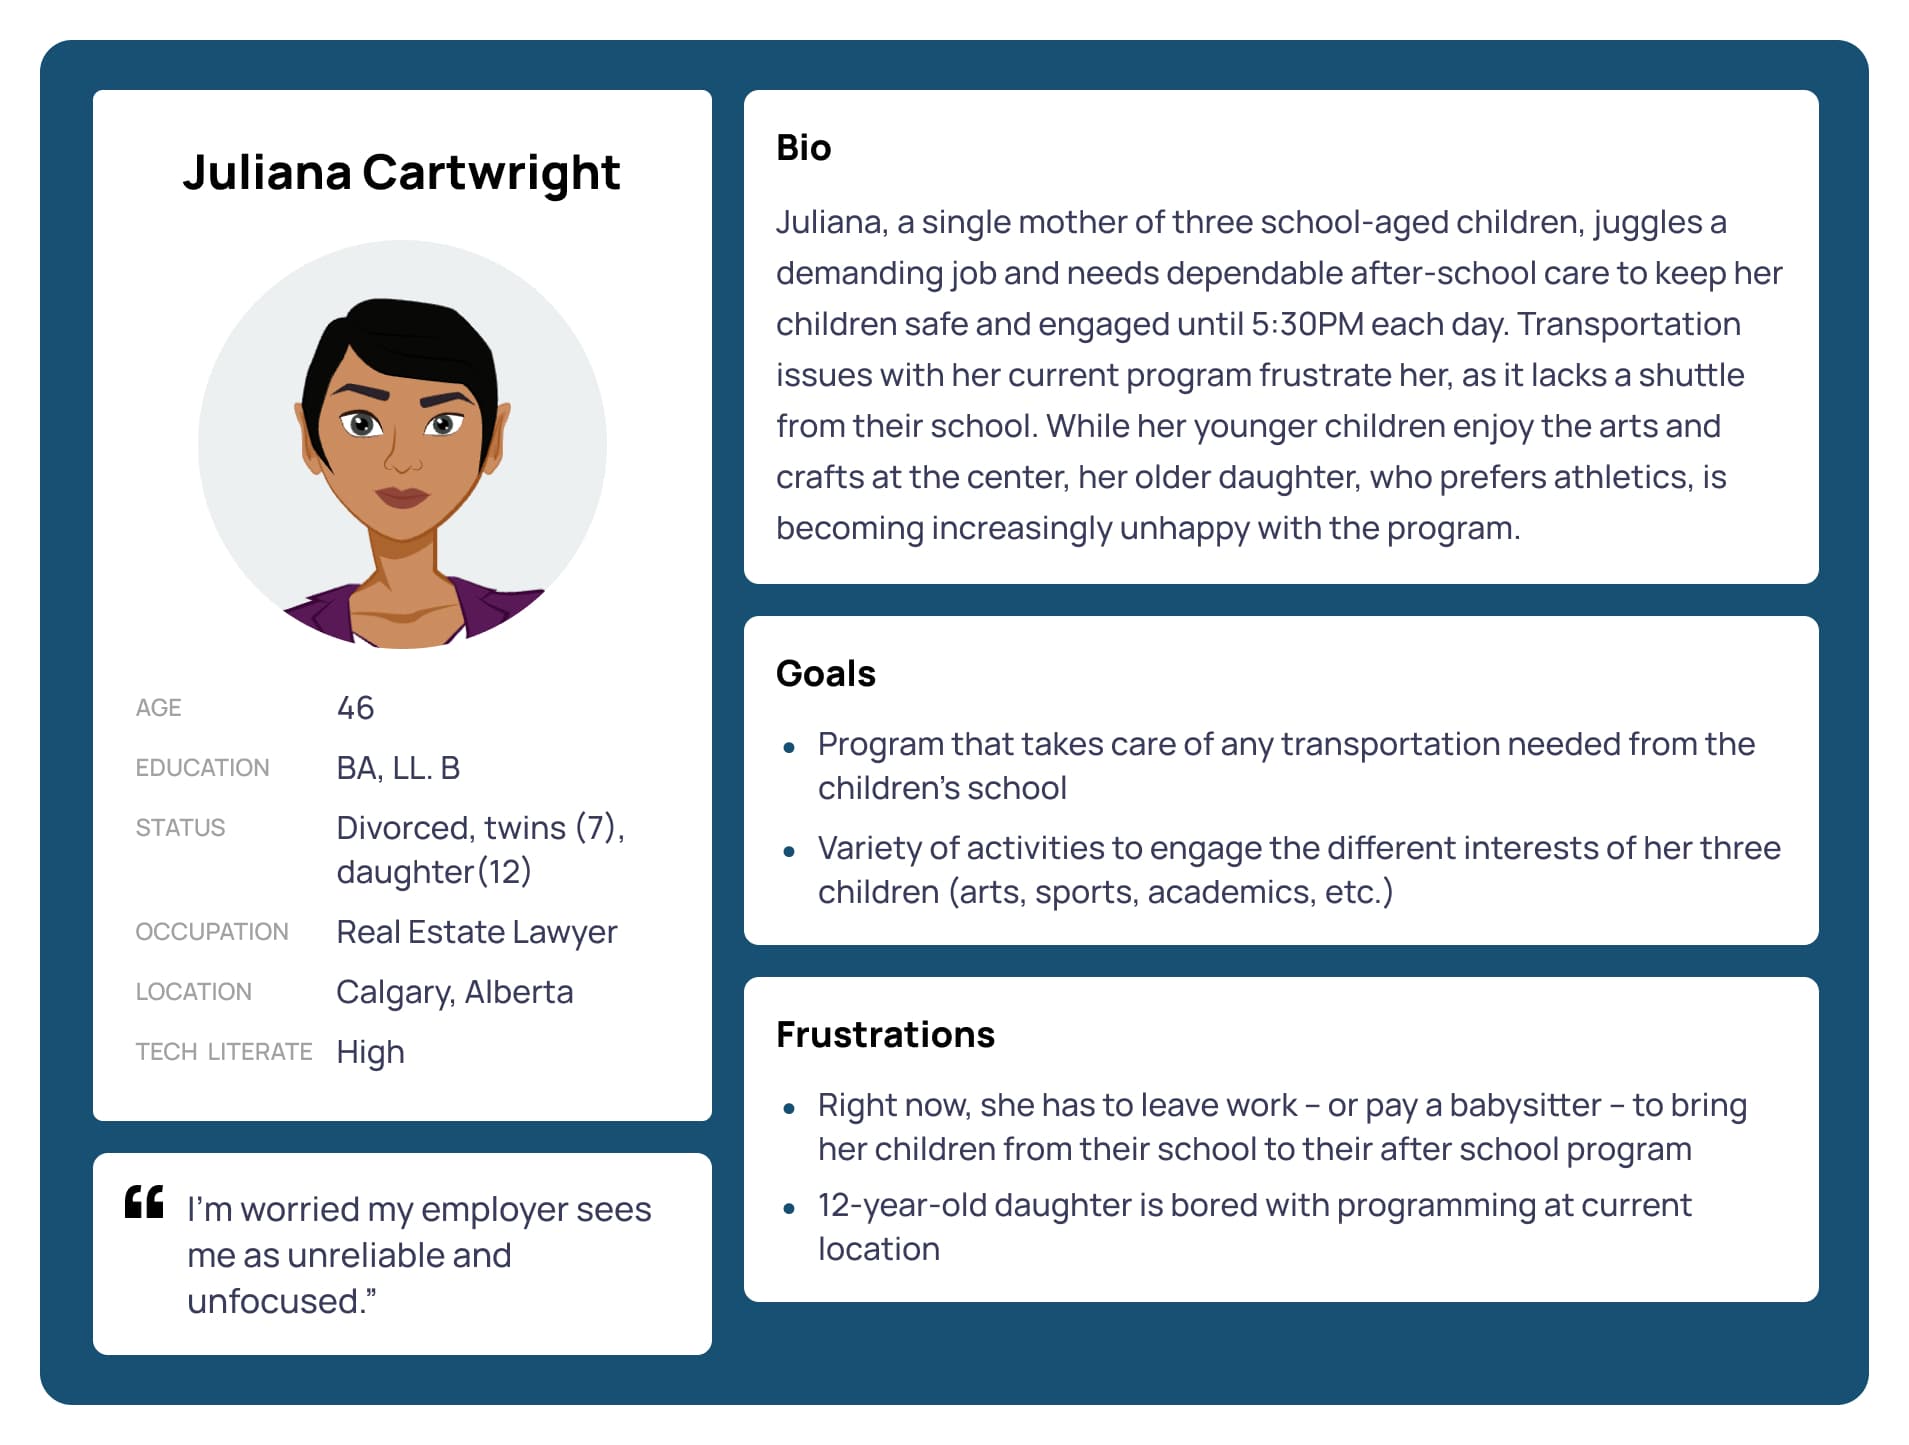 Juliana Cartwright
AGE 46
EDUCATION BA, LL. B
STATUS Divorced, twins (7),
daughter(12)
OCCUPATION Real Estate Lawyer
LOCATION Calgary, Alberta
TECH LITERATE High
“ I’m worried my employer sees
me as unreliable and
unfocused.”
Bio
Juliana, a single mother of three school-aged children, juggles a
demanding job and needs dependable after-school care to keep her
children safe and engaged until 5:30PM each day. Transportation
issues with her current program frustrate her, as it lacks a shuttle
from their school. While her younger children enjoy the arts and
crafts at the center, her older daughter, who prefers athletics, is
becoming increasingly unhappy with the program.
Goals
• Program that takes care of any transportation needed from the
children’s school
• Variety of activities to engage the different interests of her three
children (arts, sports, academics, etc.)
Frustrations
• Right now, she has to leave work – or pay a babysitter – to bring
her children from their school to their after school program
• 12-year-old daughter is bored with programming at current
location